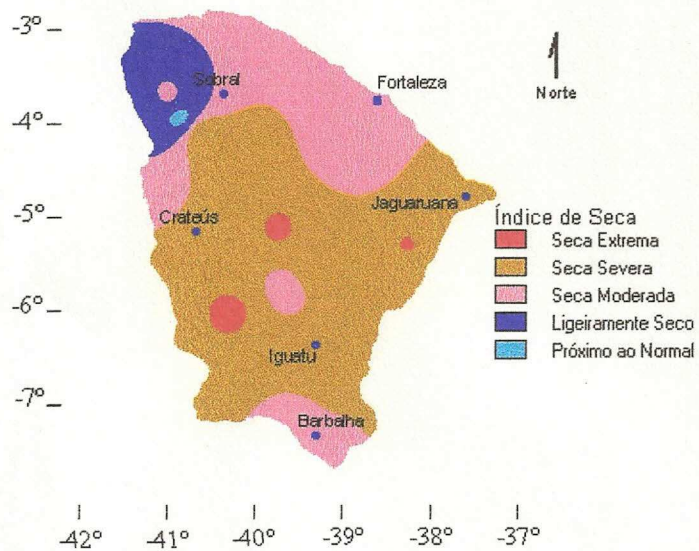 -3°
-4°
-5°
-6°
-7°
Sobral
Fortaleza
Norte
Crateús
Jaguaruana
Iguatu
Barbalha
Índice de Seca
Seca Extrema
Seca Severa
Seca Moderada
Ligeiramente Seco
Próximo ao Normal
-42° -41° -40° -39° -38° -37°